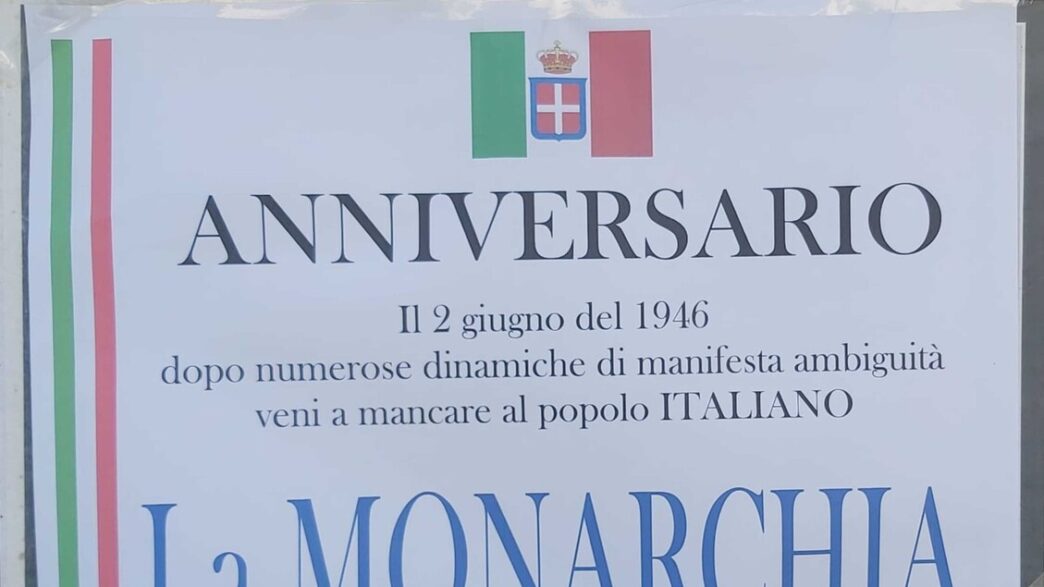 ANNIVERSARIO
Il 2 giugno del 1946
dopo numerose dinamiche di manifesta ambiguità
veni a mancare al popolo ITALIANO
La MONARCHIA